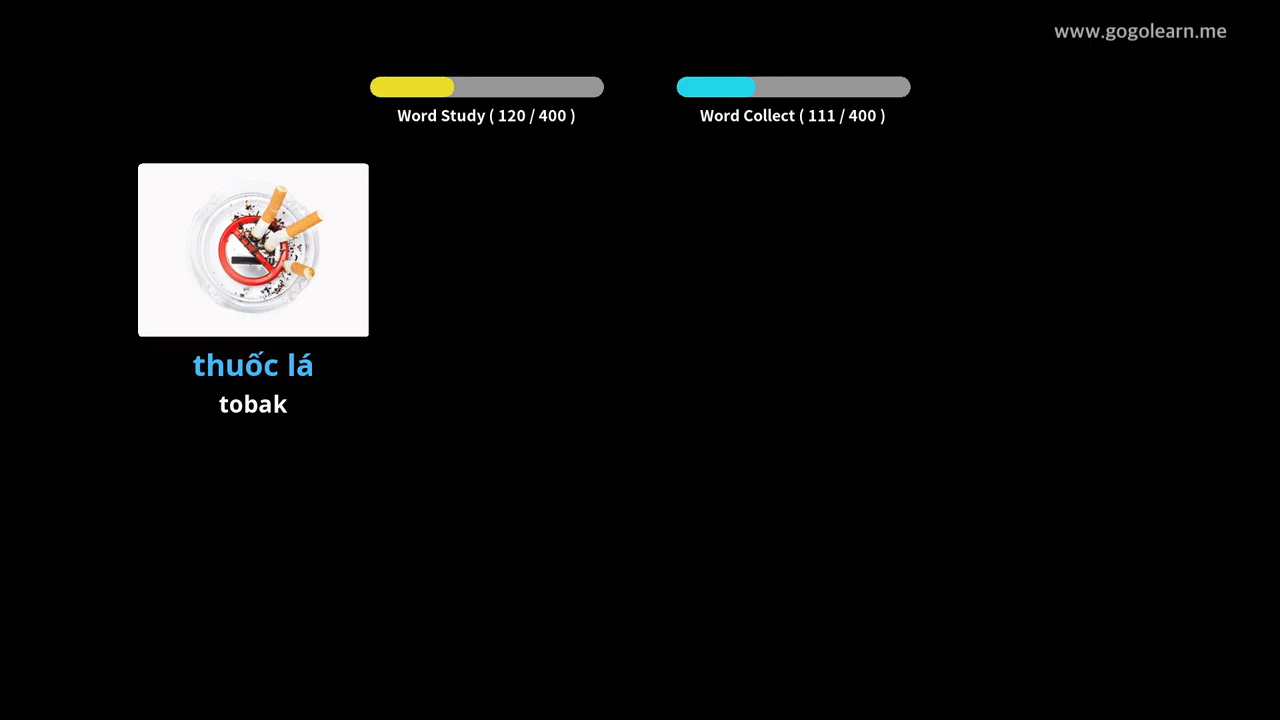 www.gogolearn.me
Word Study ( 120 / 400 )
Word Collect ( 111 / 400 )
thuốc lá
tobak